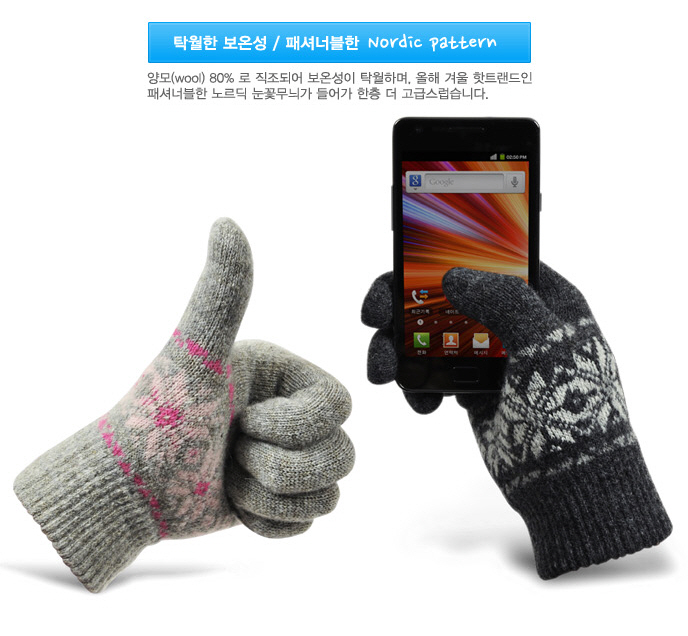 탁월한 보온성 / 패셔너블한 Nordic pattern
양모(wool) 80% 로 직조되어 보온성이 탁월하며, 올해 겨울 핫트랜드인
패셔너블한 노르딕 눈꽃무늬가 들어가 한층 더 고급스럽습니다.
02:50 PM
Google
최근기록 네이트
전화 연락처 메시지